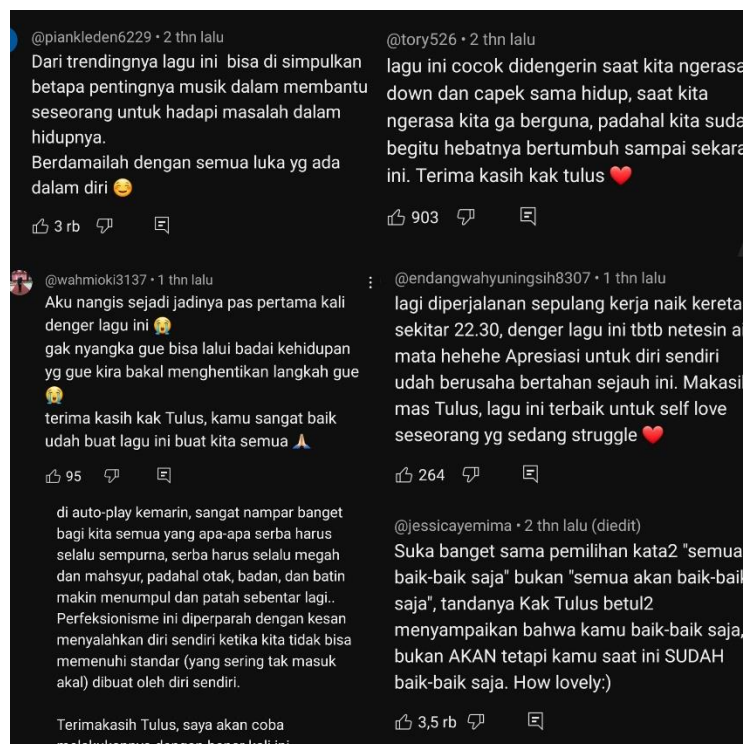 @piankleden6229 • 2 thn lalu
Dari trendingnya lagu ini bisa di simpulkan
betapa pentingnya musik dalam membantu
seseorang untuk hadapi masalah dalam
hidupnya.
Berdamailah dengan semua luka yg ada
dalam diri ☺️
3 rb
@wahmioki3137 • 1 thn lalu
Aku nangis sejadi jadinya pas pertama kali
denger lagu ini 😭
gak nyangka gue bisa lalui badai kehidupan
yg gue kira bakal menghentikan langkah gue
😭
terima kasih kak Tulus, kamu sangat baik
udah buat lagu ini buat kita semua 🙏🏻
95
di auto-play kemarin, sangat nampar banget
bagi kita semua yang apa-apa serba harus
selalu sempurna, serba harus selalu megah
dan mahsyur, padahal otak, badan, dan batin
makin menumpul dan patah sebentar lagi..
Perfeksionisme ini diperparah dengan kesan
menyalahkan diri sendiri ketika kita tidak bisa
memenuhi standar (yang sering tak masuk
akal) dibuat oleh diri sendiri.
Terimakasih Tulus, saya akan coba
@tory526 • 2 thn lalu
lagu ini cocok didengerin saat kita ngerasa
down dan capek sama hidup, saat kita
ngerasa kita ga berguna, padahal kita suda
begitu hebatnya bertumbuh sampai sekara
ini. Terima kasih kak tulus ❤️
903
@endangwahyuningsih8307 • 1 thn lalu
lagi diperjalanan sepulang kerja naik kereta
sekitar 22.30, denger lagu ini tbtb netesin a
mata hehehe Apresiasi untuk diri sendiri
udah berusaha bertahan sejauh ini. Makasi
mas Tulus, lagu ini terbaik untuk self love
seseorang yg sedang struggle ❤️
264
@jessicayemima • 2 thn lalu (diedit)
Suka banget sama pemilihan kata2 "semua
baik-baik saja" bukan "semua akan baik-baik
saja", tandanya Kak Tulus betul2
menyampaikan bahwa kamu baik-baik saja,
bukan AKAN tetapi kamu saat ini SUDAH
baik-baik saja. How lovely:)
3,5 rb